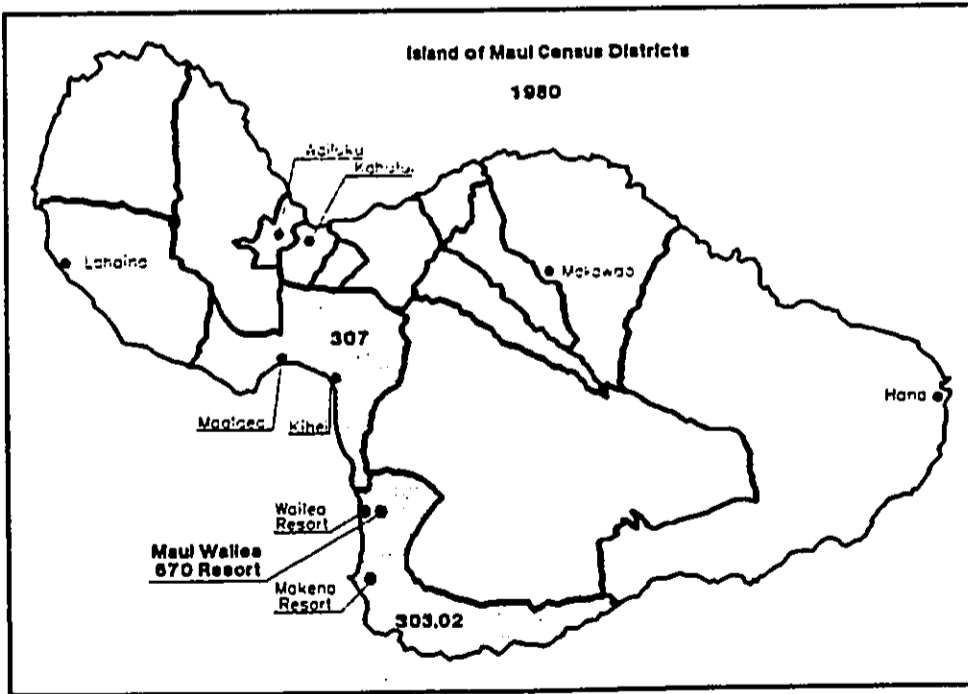 Island of Maui Census Districts
1980
Wailuku
Kahului
Lahaina
Makawao
307
Hana
Maalaea
Kihei
Wailea
Resort
Maui Wailea
670 Resort
Makena
Resort
303.02